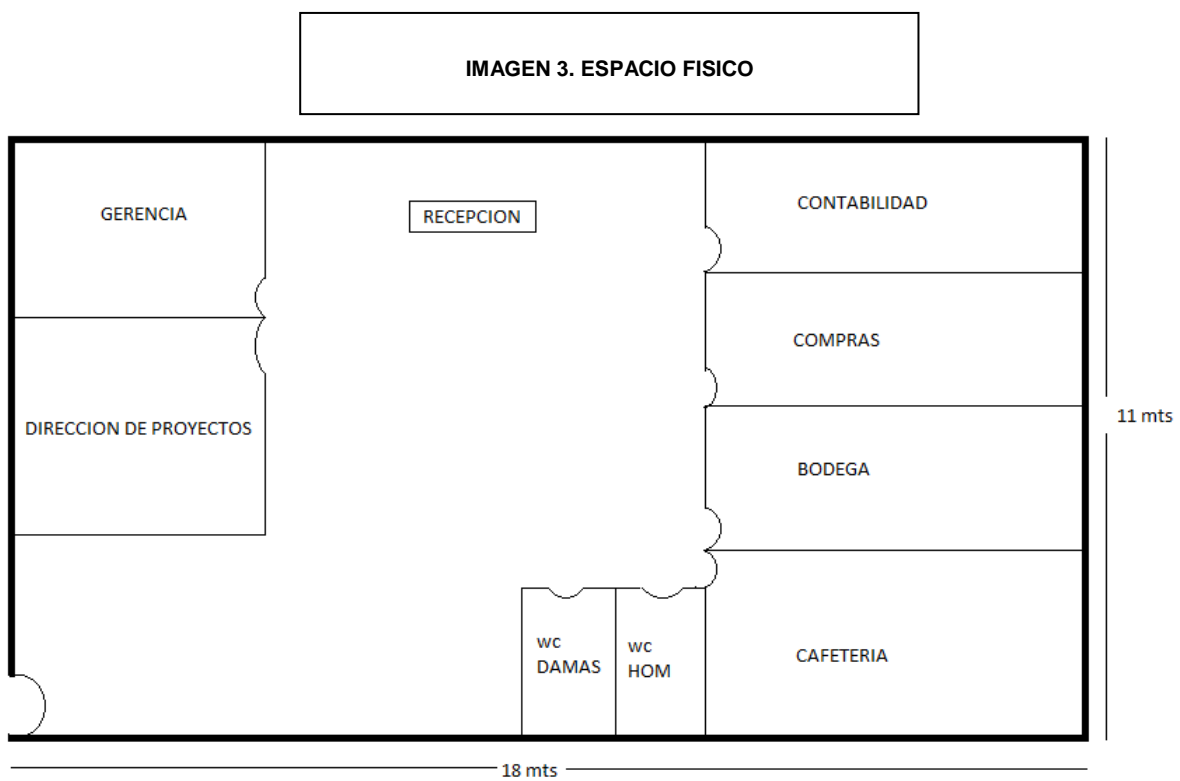 IMAGEN 3. ESPACIO FISICO
GERENCIA
RECEPCION
CONTABILIDAD
COMPRAS
11 mts
DIRECCION DE PROYECTOS
BODEGA
wc
DAMAS
wc
HOM
CAFETERIA
18 mts